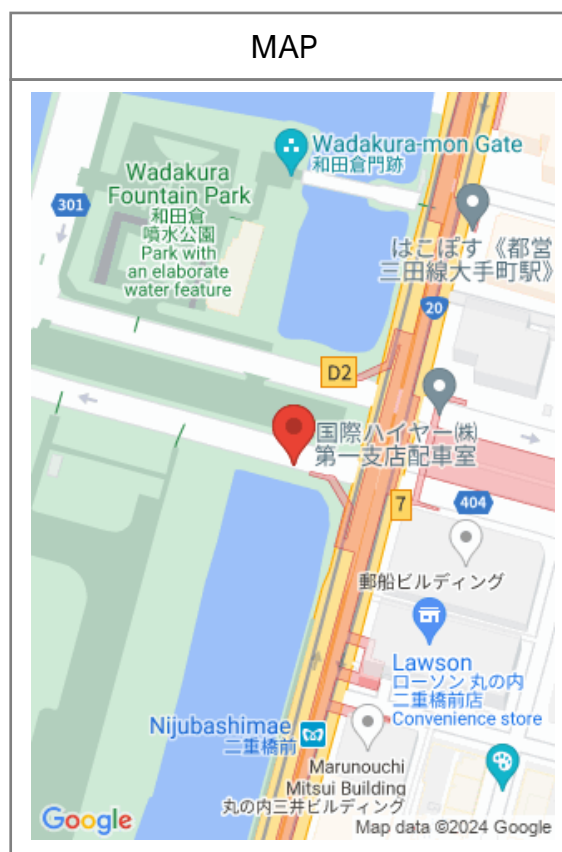 MAP
Wadakura-mon Gate
和田倉門跡
Wadakura
Fountain Park
和田倉
噴水公園
Park with
an elaborate
water feature
301
はこぽす《都営
三田線大手町駅》
20
D2
国際ハイヤー㈱
第一支店配車室
7
404
郵船ビルディング
Lawson
ローソン 丸の内
二重橋前店
Convenience store
Nijubashimae
二重橋前
Marunouchi
Mitsui Building
丸の内三井ビルディング
Google
Map data ©2024 Google